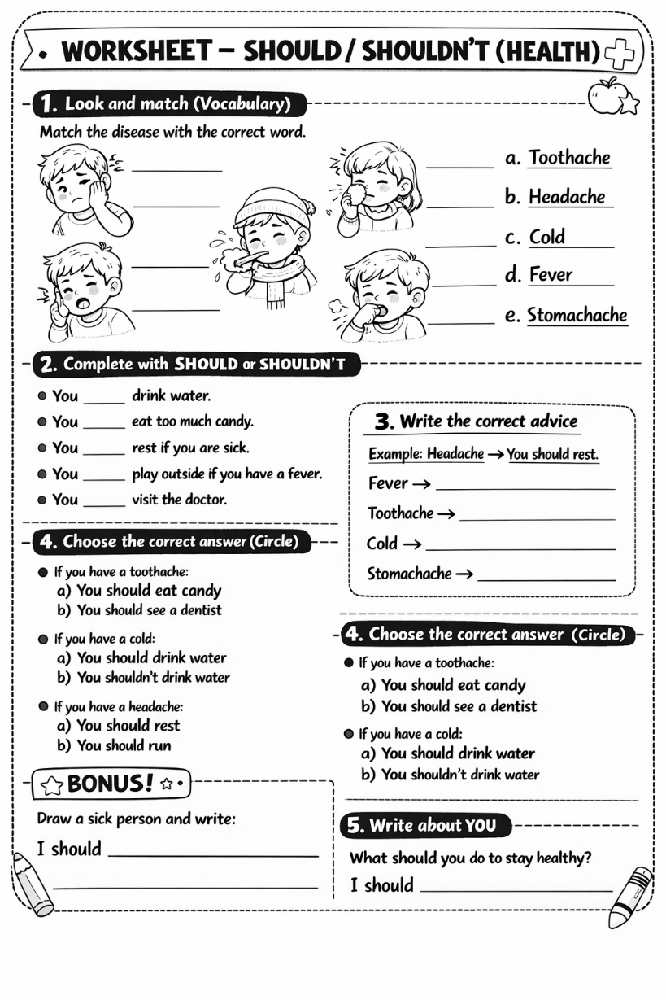 WORKSHEET – SHOULD / SHOULDN'T (HEALTH)
1. Look and match (Vocabulary)
Match the disease with the correct word.
a. Toothache
b. Headache
c. Cold
d. Fever
e. Stomachache
2. Complete with SHOULD or SHOULDN'T
You _____ drink water.
You _____ eat too much candy.
You _____ rest if you are sick.
You _____ play outside if you have a fever.
You _____ visit the doctor.
3. Write the correct advice
Example: Headache → You should rest.
Fever →
Toothache →
Cold →
Stomachache →
4. Choose the correct answer (Circle)
If you have a toothache:
a) You should eat candy
b) You should see a dentist
If you have a cold:
a) You should drink water
b) You shouldn't drink water
If you have a headache:
a) You should rest
b) You should run
4. Choose the correct answer (Circle)
If you have a toothache:
a) You should eat candy
b) You should see a dentist
If you have a cold:
a) You should drink water
b) You shouldn't drink water
BONUS!
Draw a sick person and write:
I should
5. Write about YOU
What should you do to stay healthy?
I should